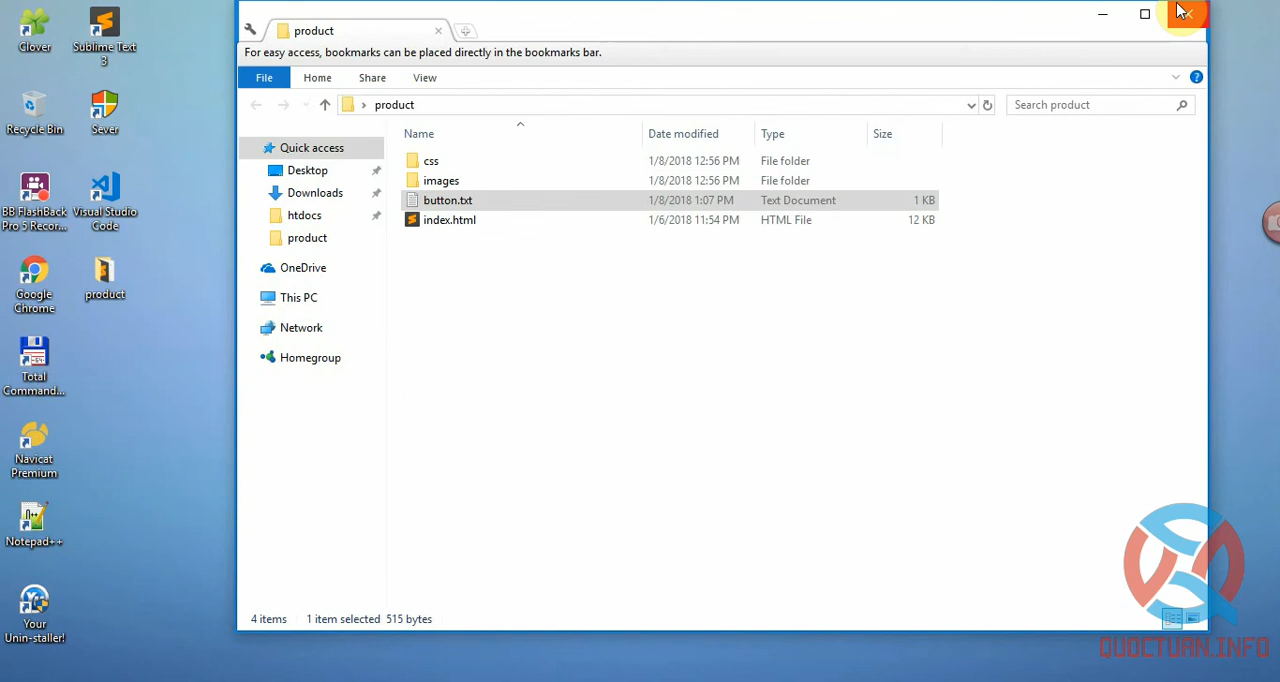 Clover
Sublime Text
3
Recycle Bin
Sever
BB FlashBack
Pro 5 Recor...
Visual Studio
Code
Google
Chrome
product
Total
Comman​d...
Navicat
Premium
Notepad++
Your
Unin-staller!
product
For easy access, bookmarks can be placed directly in the bookmarks bar.
File
Home
Share
View
product
Search product
Name
Date modified
Type
Size
css
1/8/2018 12:56 PM
File folder
images
1/8/2018 12:56 PM
File folder
button.txt
1/8/2018 1:07 PM
Text Document
1 KB
index.html
1/6/2018 11:54 PM
HTML File
12 KB
Quick access
Desktop
Downloads
htdocs
product
OneDrive
This PC
Network
Homegroup
4 items
1 item selected 515 bytes
QUOCTUAN.INFO